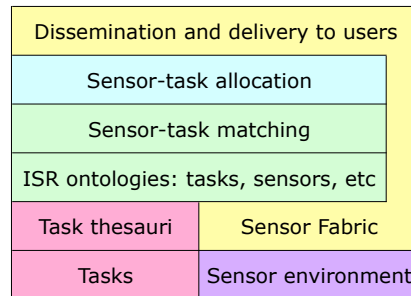 Dissemination and delivery to users
Sensor-task allocation
Sensor-task matching
ISR ontologies: tasks, sensors, etc
Task thesauri
Sensor Fabric
Tasks
Sensor environment